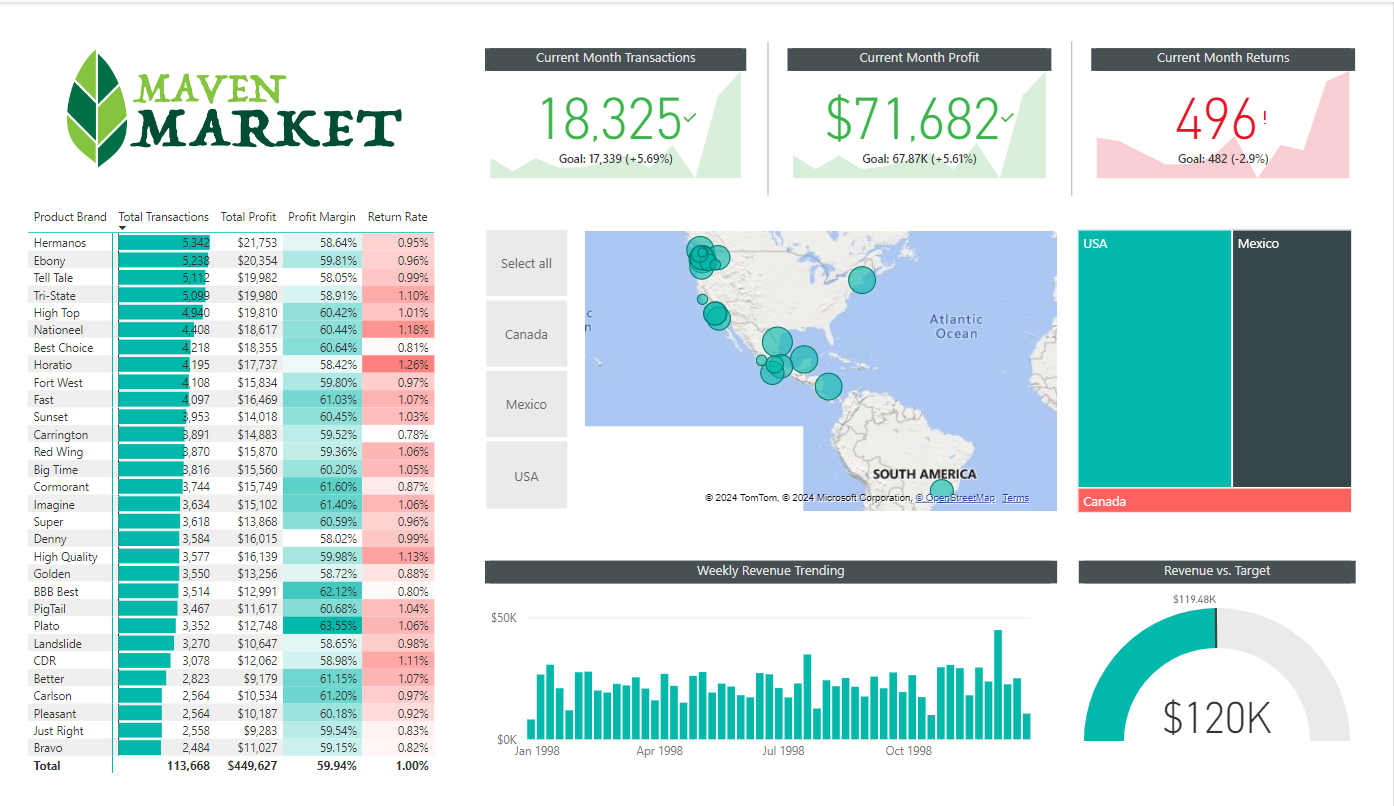 MAVEN
MARKET
Current Month Transactions
18,325
Goal: 17,339 (+5.69%)
Current Month Profit
$71,682
Goal: 67.87K (+5.61%)
Current Month Returns
496!
Goal: 482 (-2.9%)
Product Brand Total Transactions Total Profit Profit Margin Return Rate
Hermanos 5,342 $21,753 58.64% 0.95%
Ebony 5,238 $20,354 59.81% 0.96%
Tell Tale 5,112 $19,982 58.05% 0.99%
Tri-State 5,099 $19,980 58.91% 1.10%
High Top 4,940 $19,810 60.42% 1.01%
Nationeel 4,408 $18,617 60.44% 1.18%
Best Choice 4,218 $18,355 60.64% 0.81%
Horatio 4,195 $17,737 58.42% 1.26%
Fort West 4,108 $15,834 59.80% 0.97%
Fast 4,097 $16,469 61.03% 1.07%
Sunset 3,953 $14,018 60.45% 1.03%
Carrington 3,891 $14,883 59.52% 0.78%
Red Wing 3,870 $15,870 59.36% 1.06%
Big Time 3,816 $15,560 60.20% 1.05%
Cormorant 3,744 $15,749 61.60% 0.87%
Imagine 3,634 $15,102 61.40% 1.06%
Super 3,618 $13,868 60.59% 0.96%
Denny 3,584 $16,015 58.02% 0.99%
High Quality 3,577 $16,139 59.98% 1.13%
Golden 3,550 $13,256 58.72% 0.88%
BBB Best 3,514 $12,991 62.12% 0.80%
PigTail 3,467 $11,617 60.68% 1.04%
Plato 3,352 $12,748 63.55% 1.06%
Landslide 3,270 $10,647 58.65% 0.98%
CDR 3,078 $12,062 58.98% 1.11%
Better 2,823 $9,179 61.15% 1.07%
Carlson 2,564 $10,534 61.20% 0.97%
Pleasant 2,564 $10,187 60.18% 0.92%
Just Right 2,558 $9,283 59.54% 0.83%
Bravo 2,484 $11,027 59.15% 0.82%
Total 113,668 $449,627 59.94% 1.00%
Select all
Canada
Mexico
USA
c
n
Atlantic
Ocean
SOUTH AMERICA
© 2024 TomTom, © 2024 Microsoft Corporation, © OpenStreetMap Terms
USA
Mexico
Canada
Weekly Revenue Trending
$50K
$0K
Jan 1998 Apr 1998 Jul 1998 Oct 1998
Revenue vs. Target
$119.48K
$120K